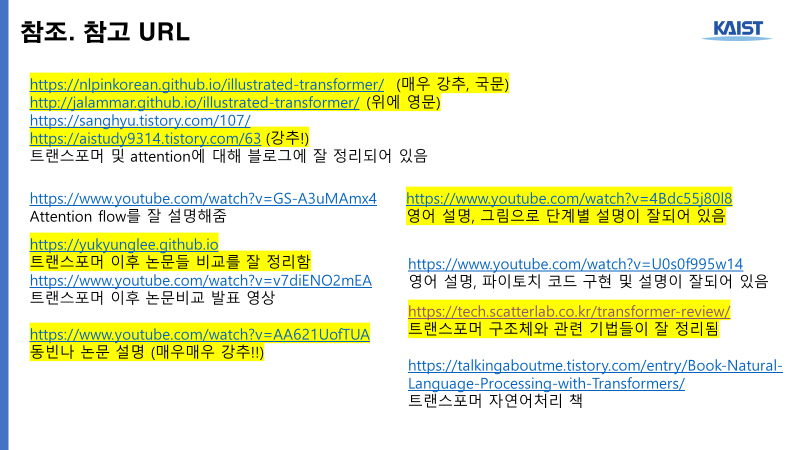 참조. 참고 URL
KAIST
https://nlpinkorean.github.io/illustrated-transformer/ (매우 강추, 국문)
http://jalammar.github.io/illustrated-transformer/ (위에 영문)
https://sanghyu.tistory.com/107/
https://aistudy9314.tistory.com/63 (강추!)
트랜스포머 및 attention에 대해 블로그에 잘 정리되어 있음
https://www.youtube.com/watch?v=GS-A3uMAmx4
Attention flow를 잘 설명해줌
https://yukyunglee.github.io
트랜스포머 이후 논문들 비교를 잘 정리함
https://www.youtube.com/watch?v=v7diENO2mEA
트랜스포머 이후 논문비교 발표 영상
https://www.youtube.com/watch?v=AA621UofTUA
동빈나 논문 설명 (매우매우 강추!!)
https://www.youtube.com/watch?v=4Bdc55j80l8
영어 설명, 그림으로 단계별 설명이 잘되어 있음
https://www.youtube.com/watch?v=U0s0f995w14
영어 설명, 파이토치 코드 구현 및 설명이 잘되어 있음
https://tech.scatterlab.co.kr/transformer-review/
트랜스포머 구조체와 관련 기법들이 잘 정리됨
https://talkingaboutme.tistory.com/entry/Book-Natural-
Language-Processing-with-Transformers/
트랜스포머 자연어처리 책